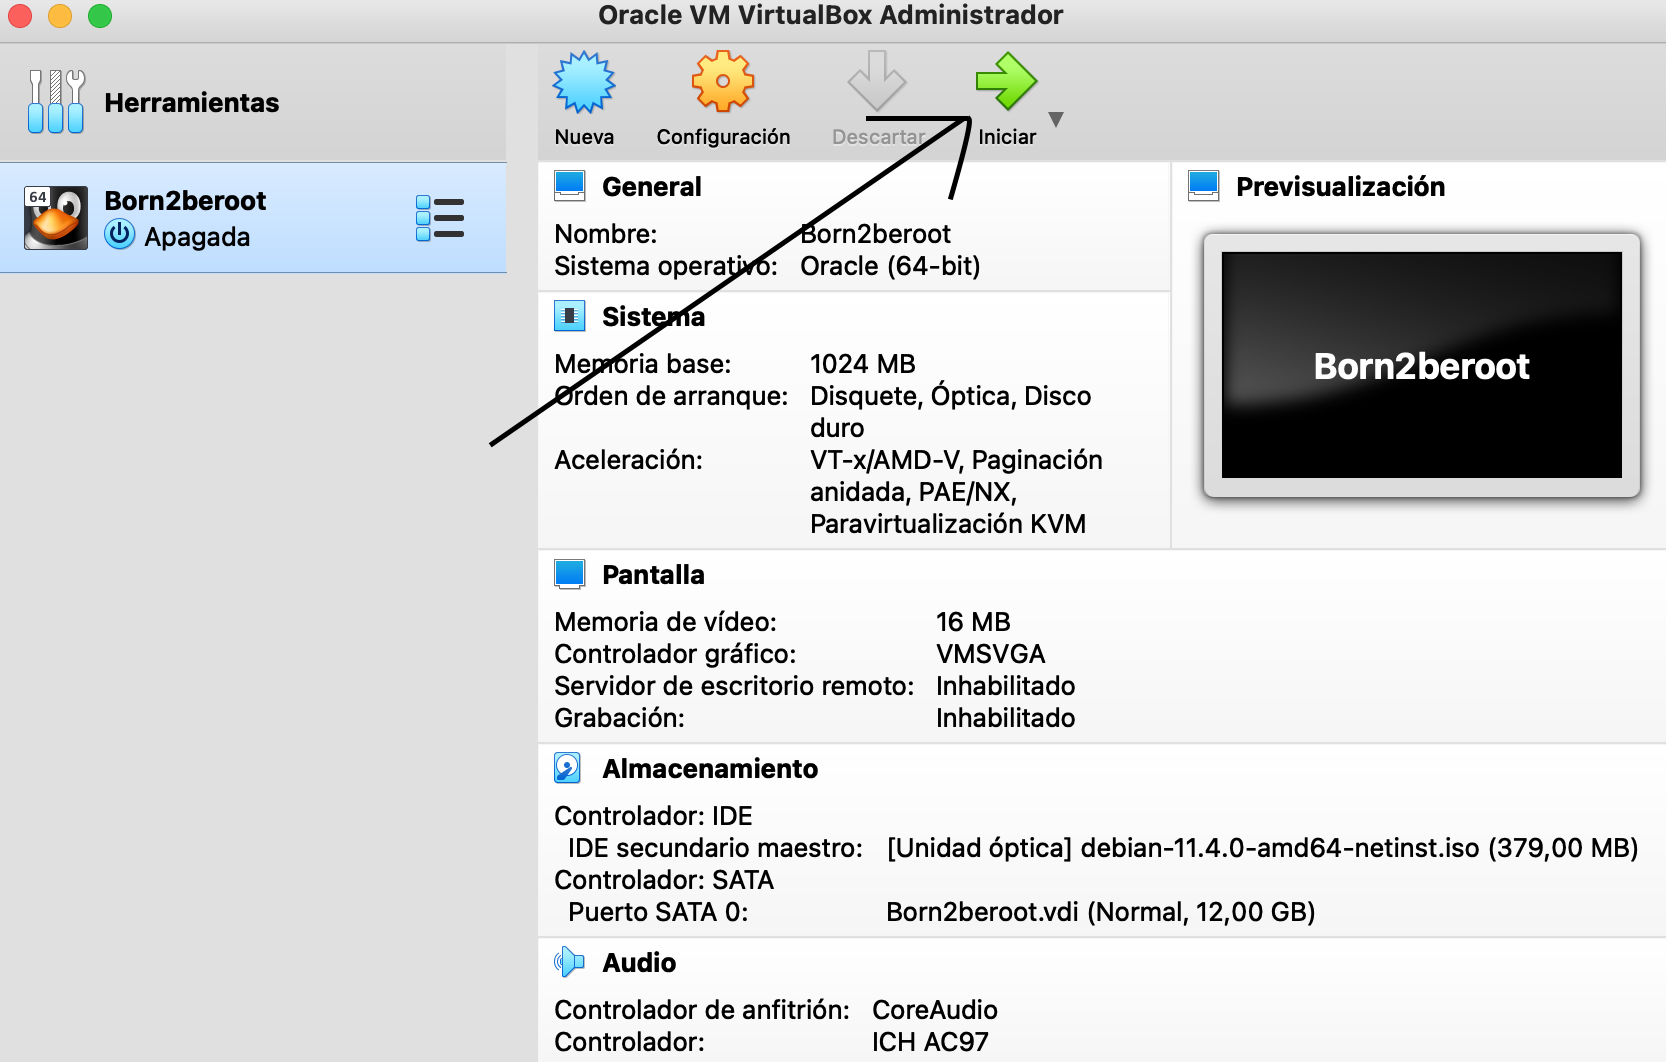 Oracle VM VirtualBox Administrador
Herramientas
Nueva
Configuración
Descartar
Iniciar
64
Born2beroot
Apagada
General
Nombre: Born2beroot
Sistema operativo: Oracle (64-bit)
Previsualización
Born2beroot
Sistema
Memoria base: 1024 MB
Orden de arranque: Disquete, Óptica, Disco
duro
Aceleración: VT-x/AMD-V, Paginación
anidada, PAE/NX,
Paravirtualización KVM
Pantalla
Memoria de vídeo: 16 MB
Controlador gráfico: VMSVGA
Servidor de escritorio remoto: Inhabilitado
Grabación: Inhabilitado
Almacenamiento
Controlador: IDE
IDE secundario maestro: [Unidad óptica] debian-11.4.0-amd64-netinst.iso (379,00 MB)
Controlador: SATA
Puerto SATA 0: Born2beroot.vdi (Normal, 12,00 GB)
Audio
Controlador de anfitrión: CoreAudio
Controlador: ICH AC97